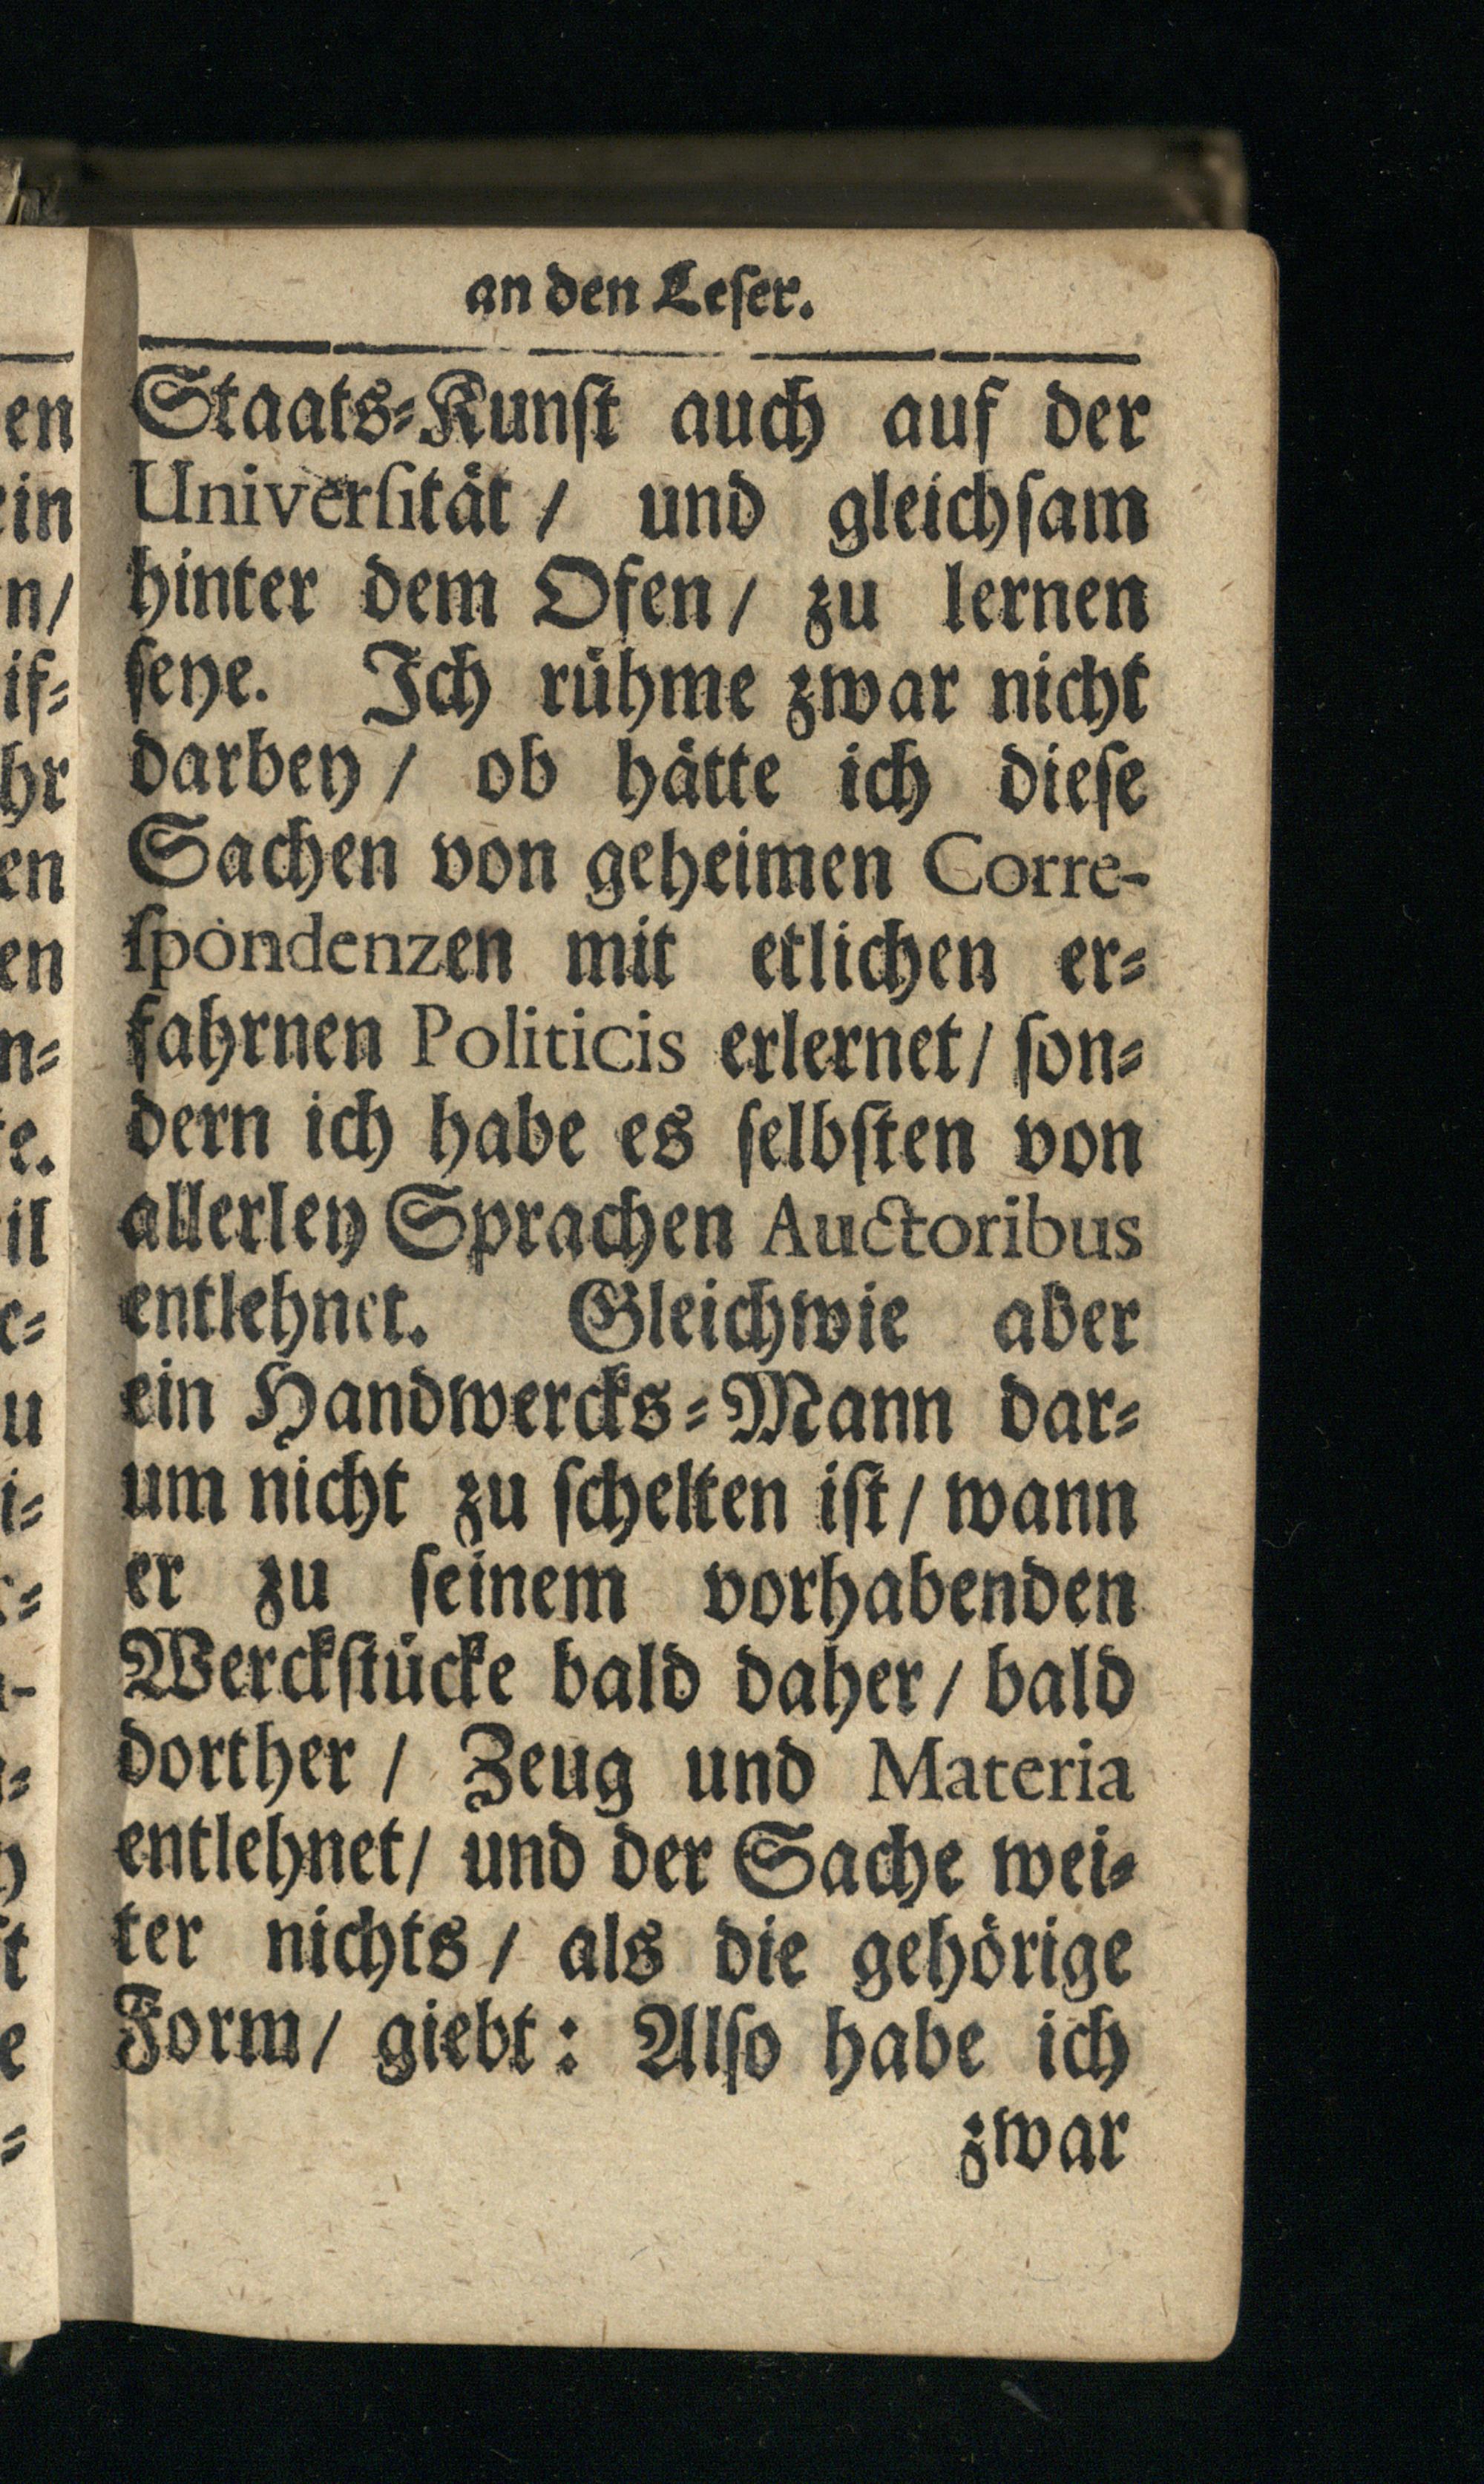 an den Leſer.
Staats⸗Kunſt auch auf der
Univerſität / und gleichſam
hinter dem Ofen / zu lernen
ſeye. Ich rühme zwar nicht
darbey / ob hätte ich dieſe
Sachen von geheimen Corre-
ſpondenzen mit etlichen er⸗
fahrnen Politicis erlernet / ſon⸗
dern ich habe es ſelbſten von
allerley Sprachen Auctoribus
entlehnet. Gleichwie aber
ein Handwercks⸗Mann dar⸗
um nicht zu ſchelten iſt / wann
er zu ſeinem vorhabenden
Werckſtücke bald daher / bald
dorther / Zeug und Materia
entlehnet / und der Sache wei⸗
ter nichts / als die gehörige
Form / giebt: Alſo habe ich
zwar